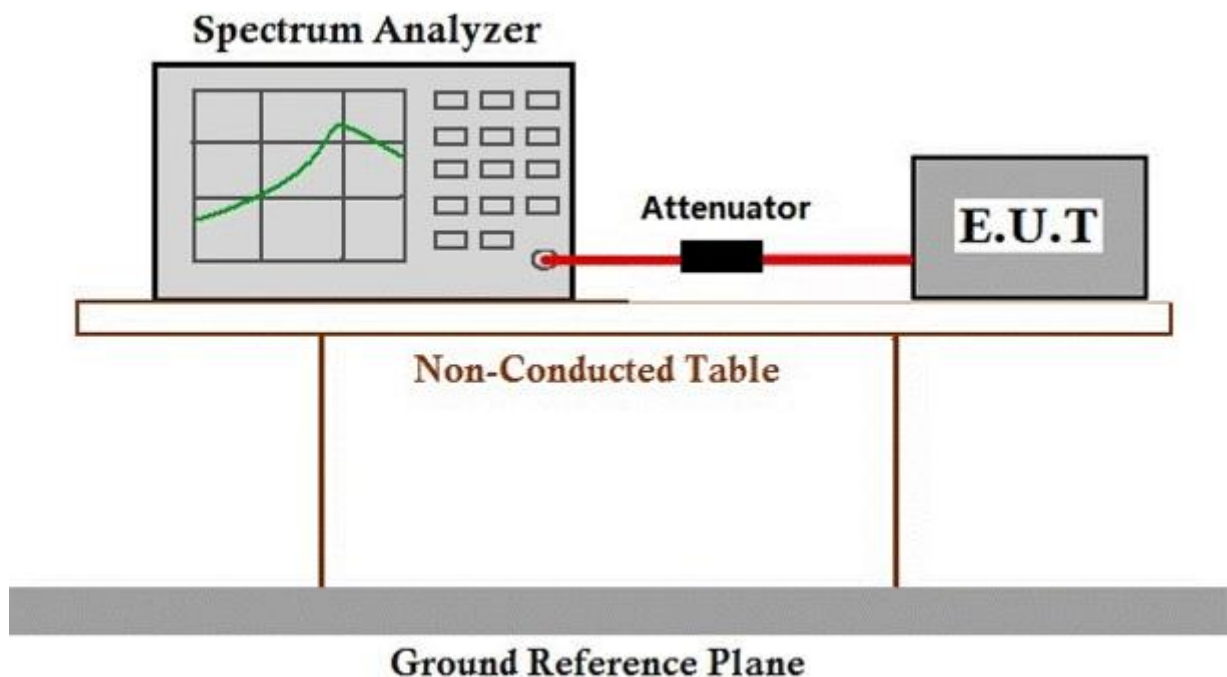 Spectrum Analyzer
Attenuator
E.U.T
Non-Conducted Table
Ground Reference Plane